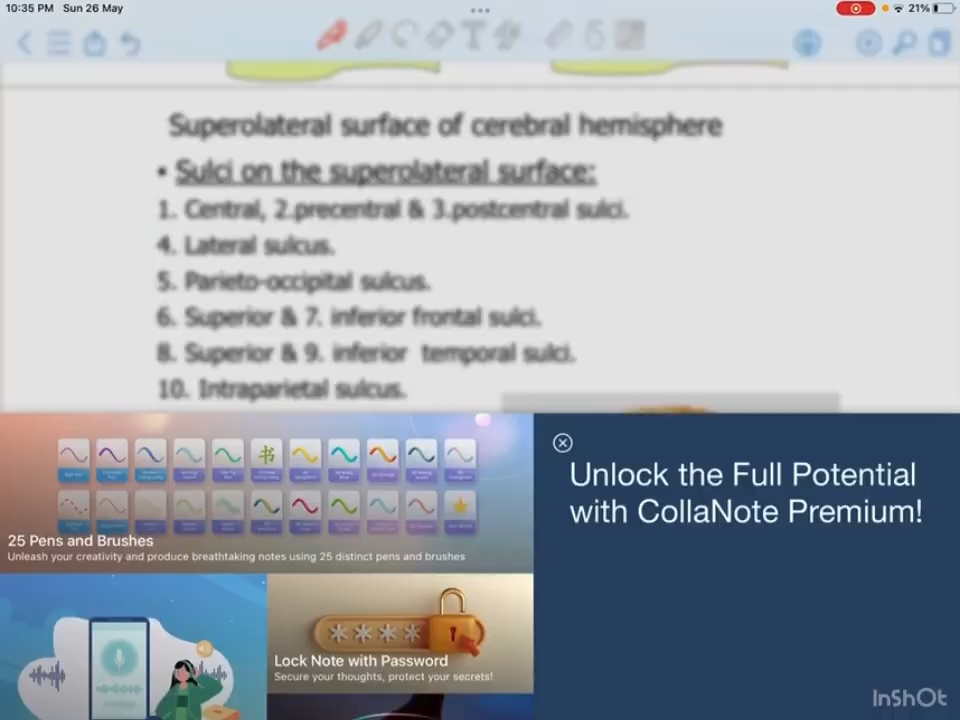 10:35 PM Sun 26 May
21%
Superolateral surface of cerebral hemisphere
• Sulci on the superolateral surface:
1. Central, 2.precentral & 3.postcentral sulci.
4. Lateral sulcus.
5. Parieto-occipital sulcus.
6. Superior & 7. inferior frontal sulci.
8. Superior & 9. inferior temporal sulci.
10. Intraparietal sulcus.
25 Pens and Brushes
Unleash your creativity and produce breathtaking notes using 25 distinct pens and brushes
Lock Note with Password
Secure your thoughts, protect your secrets!
Unlock the Full Potential
with CollaNote Premium!
InShOt